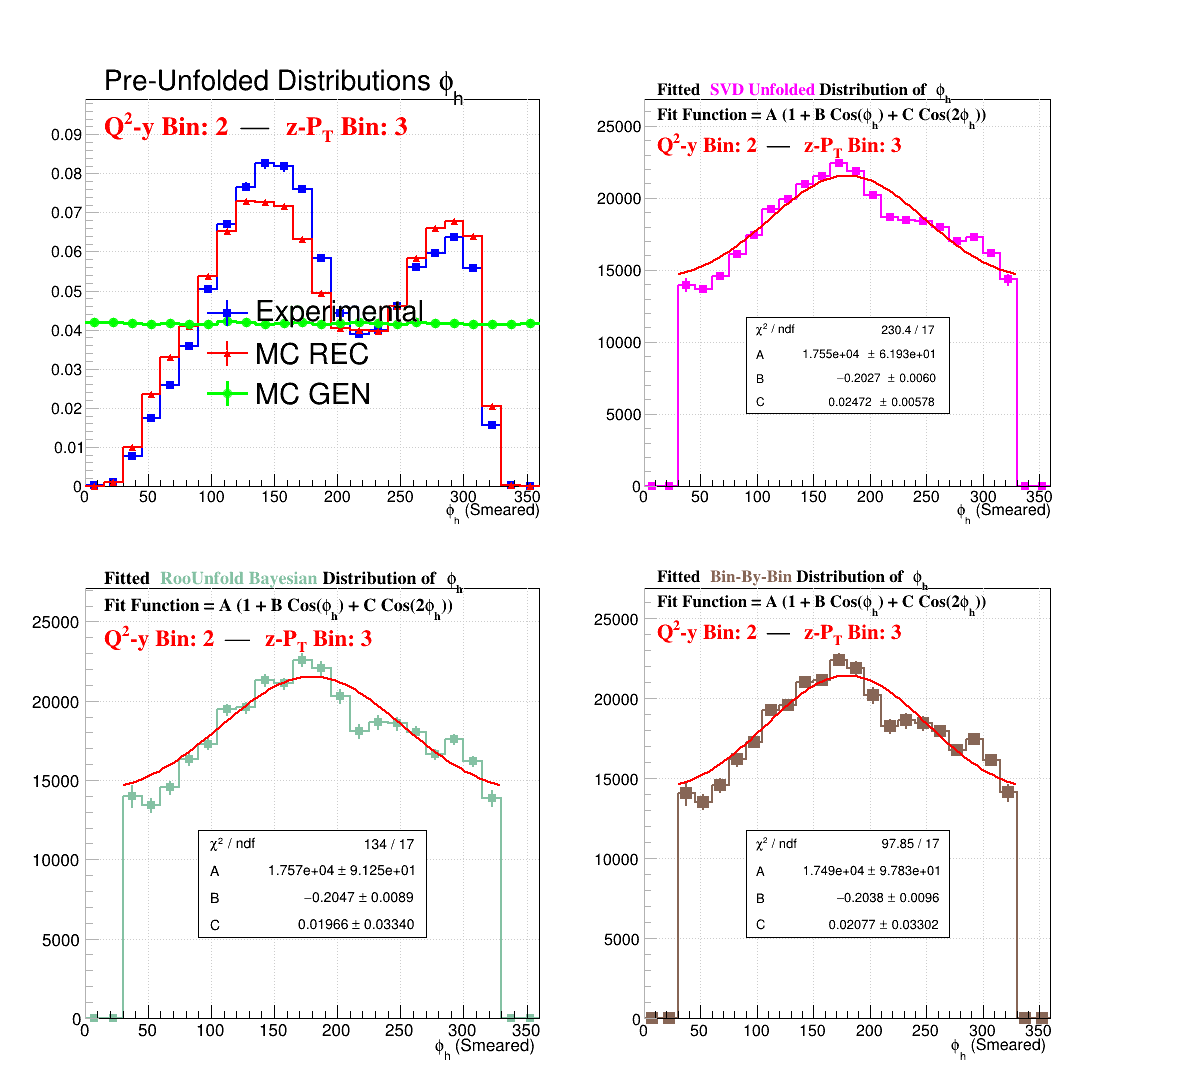 Pre-Unfolded Distributions ϕh
Q²-y Bin: 2 — z-PT Bin: 3
0.09
0.08
0.07
0.06
0.05
0.04
0.03
0.02
0.01
0
Experimental
MC REC
MC GEN
0 50 100 150 200 250 300 350
ϕh (Smeared)
Fitted SVD Unfolded Distribution of ϕh
Fit Function = A (1 + B Cos(ϕh) + C Cos(2ϕh))
Q²-y Bin: 2 — z-PT Bin: 3
25000
20000
15000
10000
5000
0
χ² / ndf 230.4 / 17
A 1.755e+04 ± 6.193e+01
B −0.2027 ± 0.0060
C 0.02472 ± 0.00578
0 50 100 150 200 250 300 350
ϕh (Smeared)
Fitted RooUnfold Bayesian Distribution of ϕh
Fit Function = A (1 + B Cos(ϕh) + C Cos(2ϕh))
Q²-y Bin: 2 — z-PT Bin: 3
25000
20000
15000
10000
5000
0
χ² / ndf 134 / 17
A 1.757e+04 ± 9.125e+01
B −0.2047 ± 0.0089
C 0.01966 ± 0.03340
0 50 100 150 200 250 300 350
ϕh (Smeared)
Fitted Bin-By-Bin Distribution of ϕh
Fit Function = A (1 + B Cos(ϕh) + C Cos(2ϕh))
Q²-y Bin: 2 — z-PT Bin: 3
25000
20000
15000
10000
5000
0
χ² / ndf 97.85 / 17
A 1.749e+04 ± 9.783e+01
B −0.2038 ± 0.0096
C 0.02077 ± 0.03302
0 50 100 150 200 250 300 350
ϕh (Smeared)